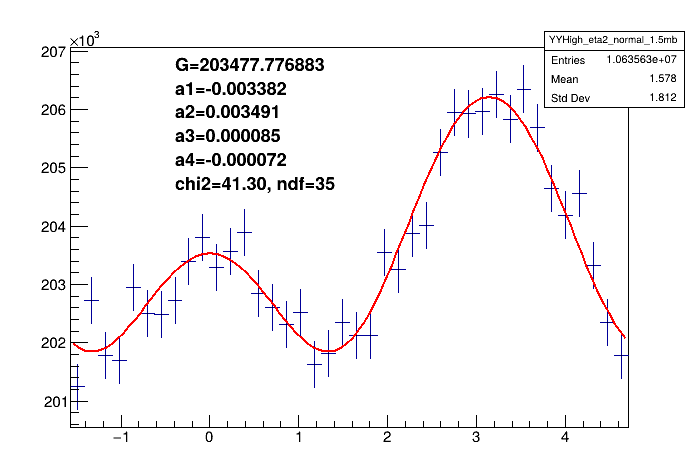 ×10³
207
206
205
204
203
202
201
−1
0
1
2
3
4
G=203477.776883
a1=-0.003382
a2=0.003491
a3=0.000085
a4=-0.000072
chi2=41.30, ndf=35
YYHigh_eta2_normal_1.5mb
Entries 1.063563e+07
Mean 1.578
Std Dev 1.812